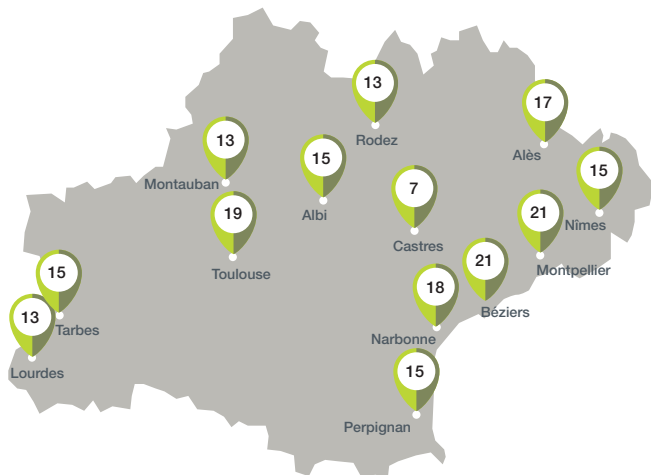 13
Rodez
17
Alès
13
Montauban
15
Albi
15
Nîmes
7
Castres
19
Toulouse
21
Montpellier
21
Béziers
15
Tarbes
18
Narbonne
13
Lourdes
15
Perpignan